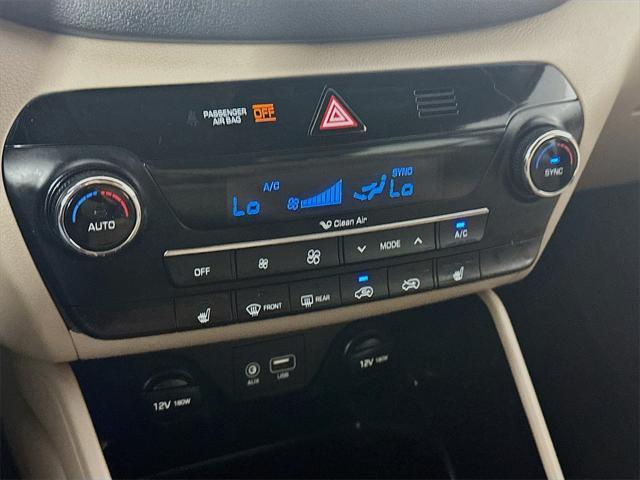 PASSENGER
AIR BAG OFF
A/C
SYNC
Lo
Lo
Clean Air
AUTO
SYNC
OFF
MODE
A/C
FRONT
REAR
AUX
USB
12V 180W
12V 180W